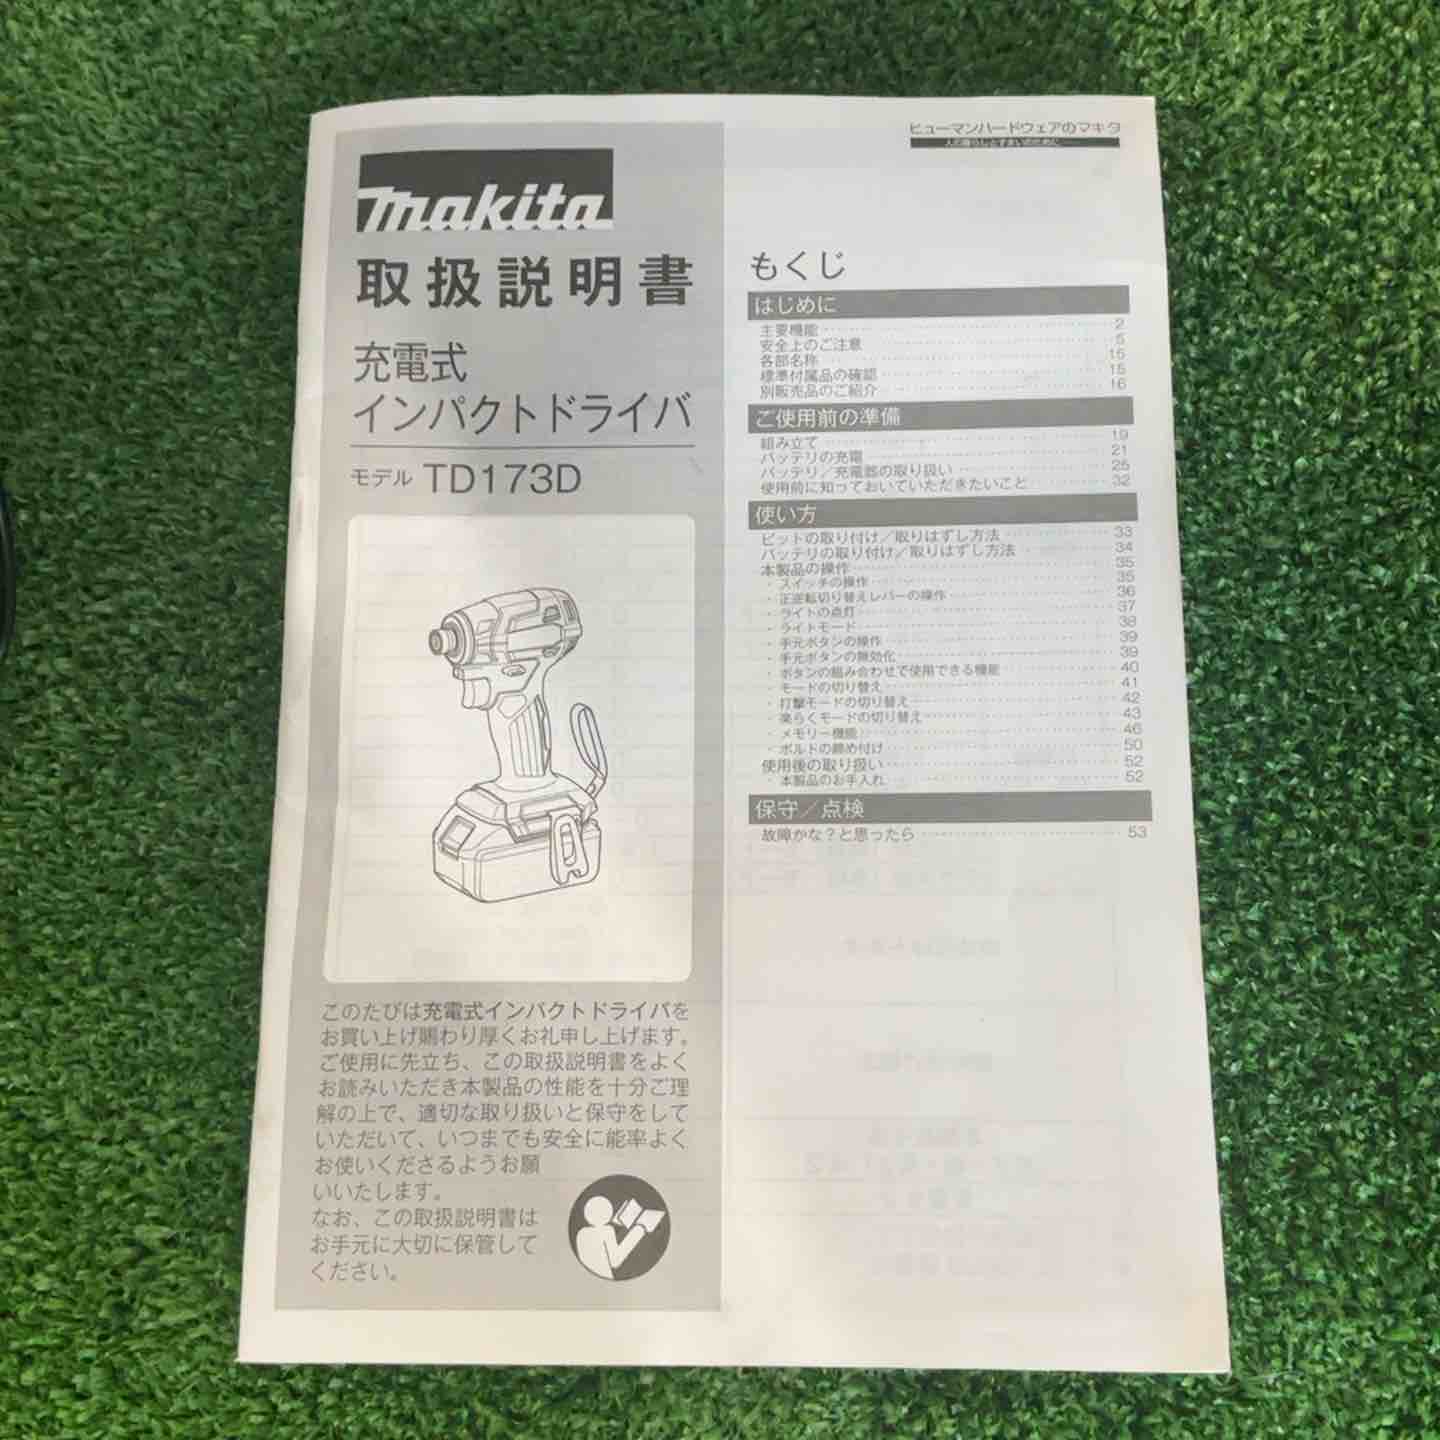 makita
取扱説明書
充電式
インパクトドライバ
モデル TD173D
このたびは充電式インパクトドライバを
お買い上げ賜わり厚くお礼申し上げます。
ご使用に先立ち、この取扱説明書をよく
お読みいただき本製品の性能を十分ご理
解の上で、適切な取り扱いと保守をして
いただいて、いつまでも安全に能率よく
お使いくださるようお願
いいたします。
なお、この取扱説明書は
お手元に大切に保管して
ください。
ヒューマンハードウェアのマキタ
人の暮らしとすまいのために
もくじ
はじめに
主要機能 2
安全上のご注意 5
各部名称 15
標準付属品の確認 15
別販売品のご紹介 16
ご使用前の準備
組み立て 19
バッテリの充電 21
バッテリ／充電器の取り扱い 25
使用前に知っておいていただきたいこと 32
使い方
ビットの取り付け／取りはずし方法 33
バッテリの取り付け／取りはずし方法 34
本製品の操作 35
・ スイッチの操作 35
・ 正逆転切り替えレバーの操作 36
・ ライトの点灯 37
・ ライトモード 38
・ 手元ボタンの操作 39
・ 手元ボタンの無効化 39
・ ボタンの組み合わせで使用できる機能 40
・ モードの切り替え 41
・ 打撃モードの切り替え 42
・ 楽らくモードの切り替え 43
・ メモリー機能 46
・ ボルトの締め付け 50
使用後の取り扱い 52
・ 本製品のお手入れ 52
保守／点検
故障かな？と思ったら 53